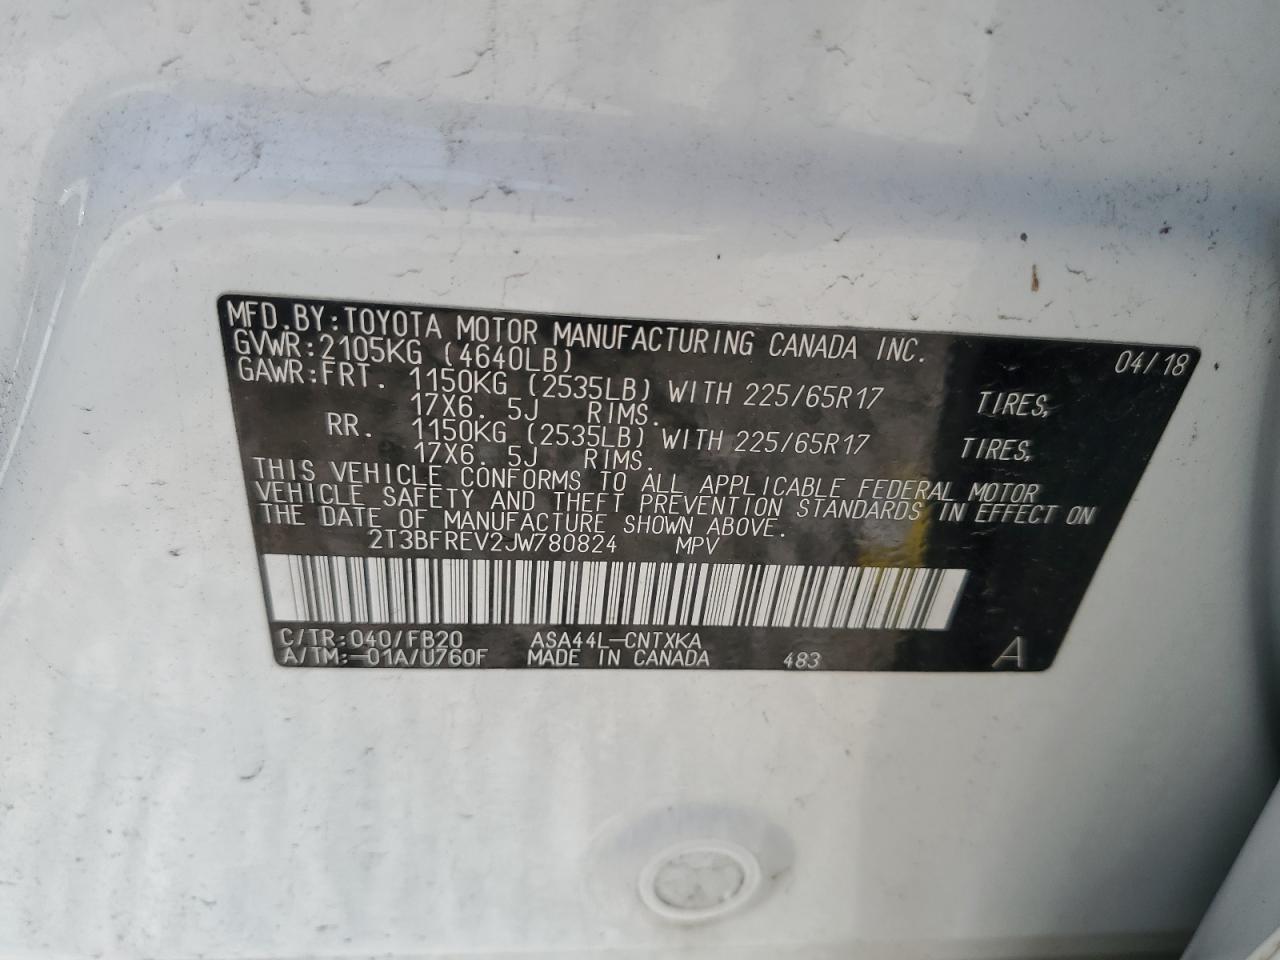 MFD.BY:TOYOTA MOTOR MANUFACTURING CANADA INC. 04/18
GVWR:2105KG (4640LB)
GAWR:FRT. 1150KG (2535LB) WITH 225/65R17 TIRES,
17X6.5J RIMS.
RR. 1150KG (2535LB) WITH 225/65R17 TIRES,
17X6.5J RIMS.
THIS VEHICLE CONFORMS TO ALL APPLICABLE FEDERAL MOTOR
VEHICLE SAFETY AND THEFT PREVENTION STANDARDS IN EFFECT ON
THE DATE OF MANUFACTURE SHOWN ABOVE.
2T3BFREV2JW780824 MPV
C/TR:040/FB20 ASA44L-CNTXKA
A/TM:-01A/U760F MADE IN CANADA 483 A